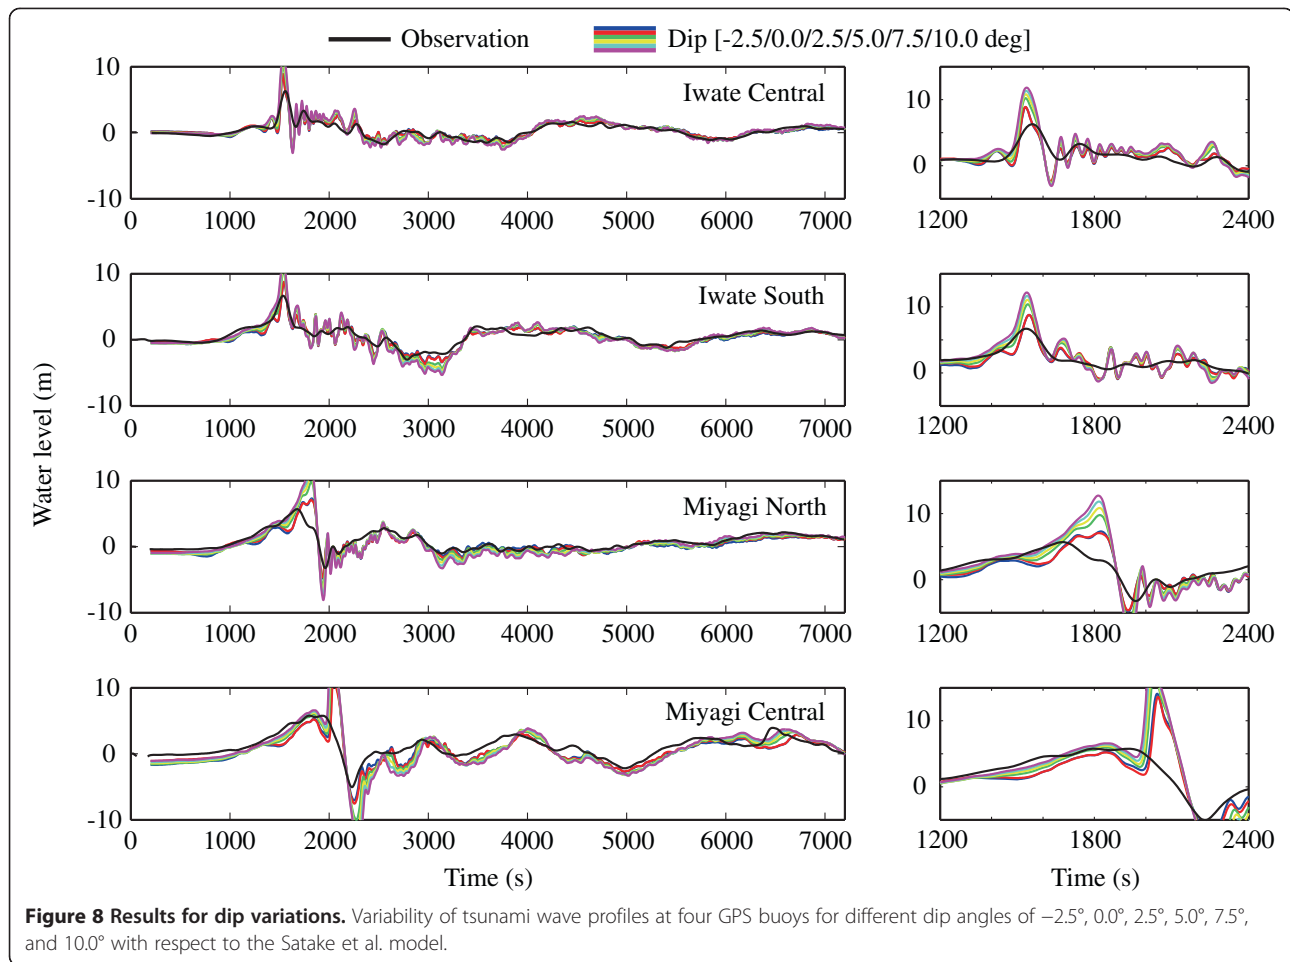 Observation
Dip [-2.5/0.0/2.5/5.0/7.5/10.0 deg]
Water level (m)
10
0
-10
Iwate Central
0 1000 2000 3000 4000 5000 6000 7000
10
0
1200 1800 2400
10
0
-10
Iwate South
0 1000 2000 3000 4000 5000 6000 7000
10
0
1200 1800 2400
10
0
-10
Miyagi North
0 1000 2000 3000 4000 5000 6000 7000
10
0
1200 1800 2400
10
0
-10
Miyagi Central
0 1000 2000 3000 4000 5000 6000 7000
Time (s)
10
0
1200 1800 2400
Time (s)
Figure 8 Results for dip variations. Variability of tsunami wave profiles at four GPS buoys for different dip angles of −2.5°, 0.0°, 2.5°, 5.0°, 7.5°,
and 10.0° with respect to the Satake et al. model.